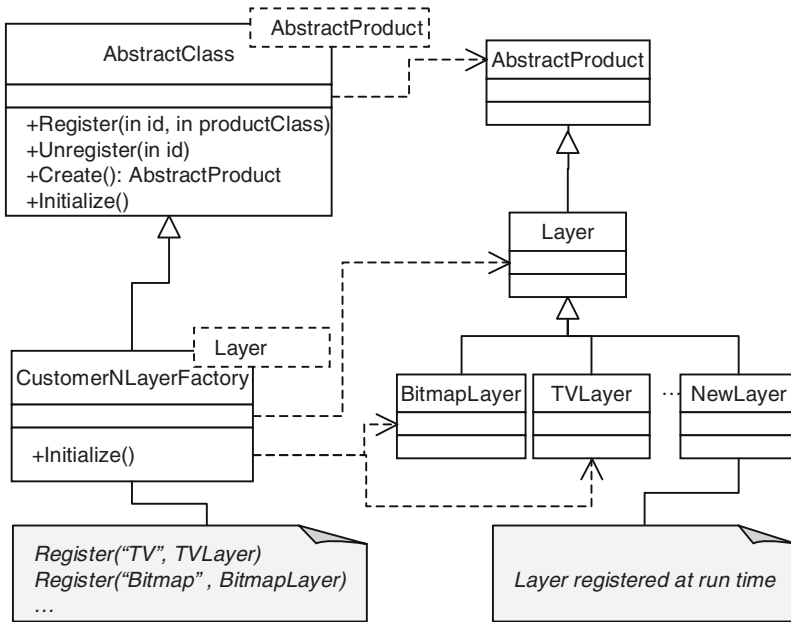 AbstractProduct
AbstractClass
+Register(in id, in productClass)
+Unregister(in id)
+Create(): AbstractProduct
+Initialize()
AbstractProduct
Layer
Layer
CustomerNLayerFactory
+Initialize()
BitmapLayer
TVLayer
...
NewLayer
Register(“TV”, TVLayer)
Register(“Bitmap” , BitmapLayer)
…
Layer registered at run time